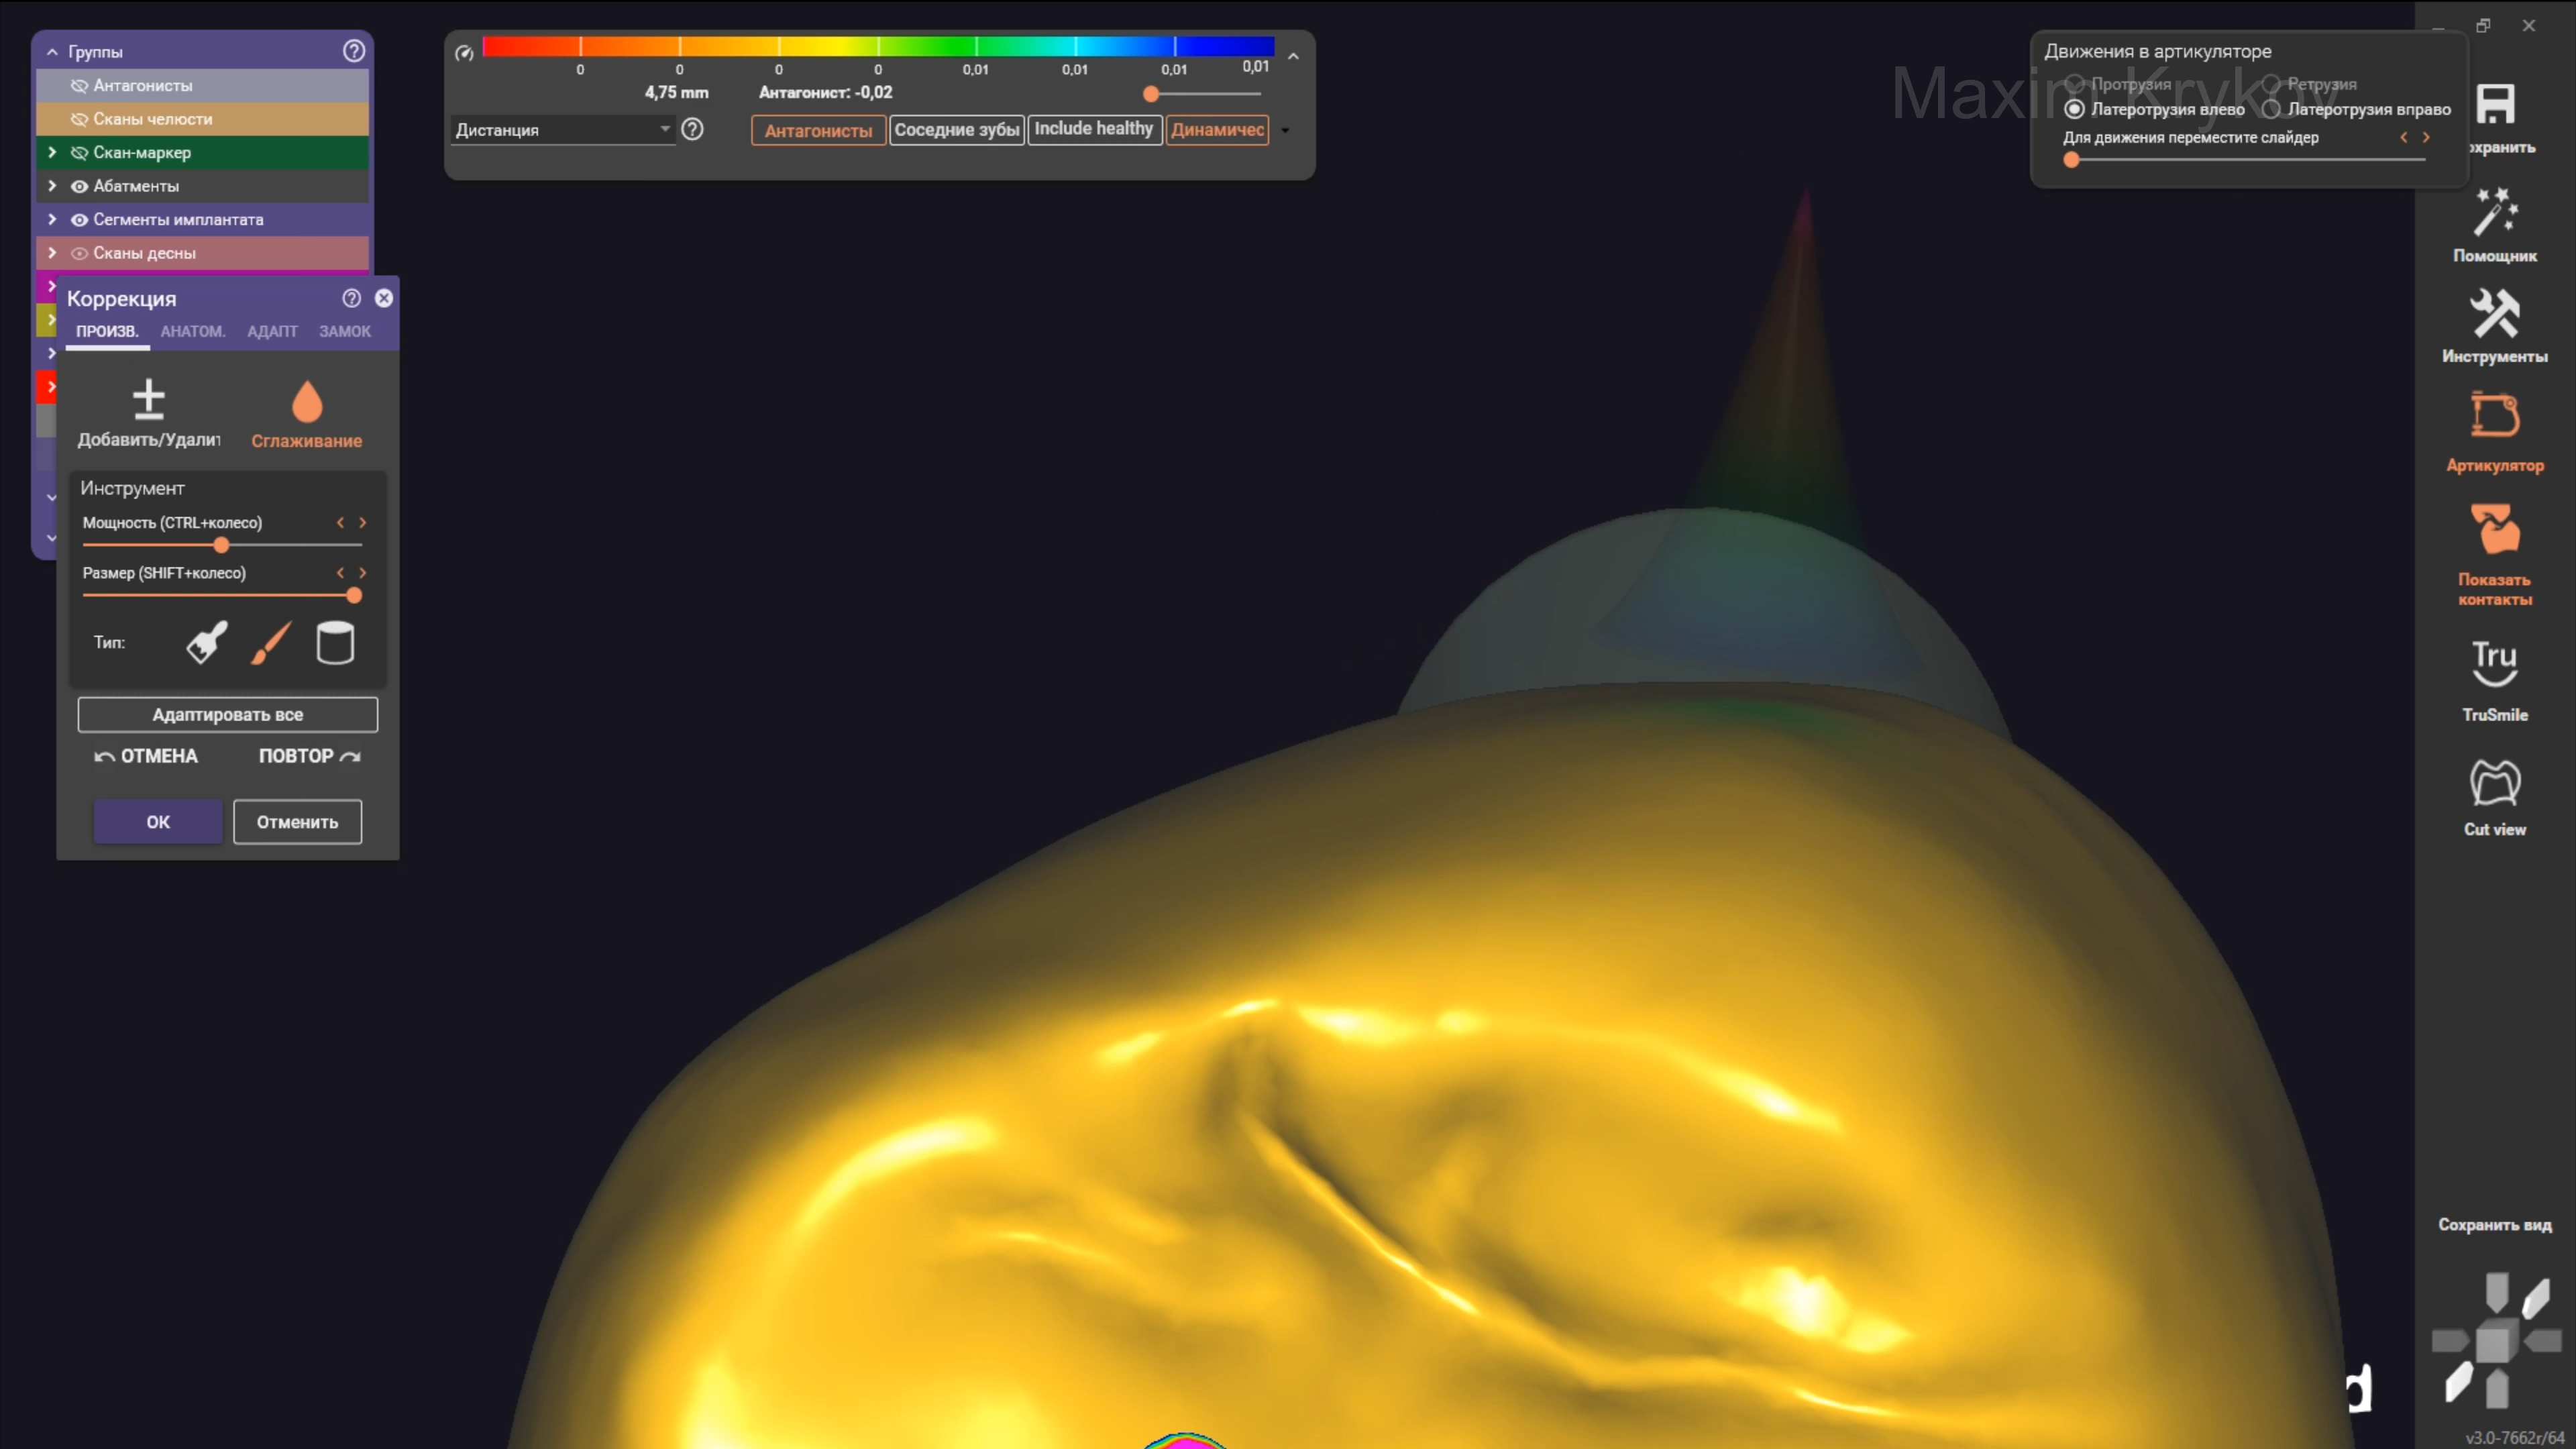 Группы
Антагонисты
Сканы челюсти
Скан-маркер
Абатменты
Сегменты имплантата
Сканы десны
Коррекция
ПРОИЗВ. АНАТОМ. АДАПТ ЗАМОК
Добавить/Удалит Сглаживание
Инструмент
Мощность (CTRL+колесо)
Размер (SHIFT+колесо)
Тип:
Адаптировать все
ОТМЕНА ПОВТОР
OK Отменить
0 0 0 0 0,01 0,01 0,01 0,01
4,75 mm Антагонист: -0,02
Дистанция
Антагонисты Соседние зубы Include healthy Динамичес
Maxim Krykov
Движения в артикуляторе
Протрузия Ретрузия
Латеротрузия влево Латеротрузия вправо
Для движения переместите слайдер
охранить
Помощник
Инструменты
Артикулятор
Показать
контакты
Tru
TruSmile
Cut view
Сохранить вид
d
v3.0-7662r/64